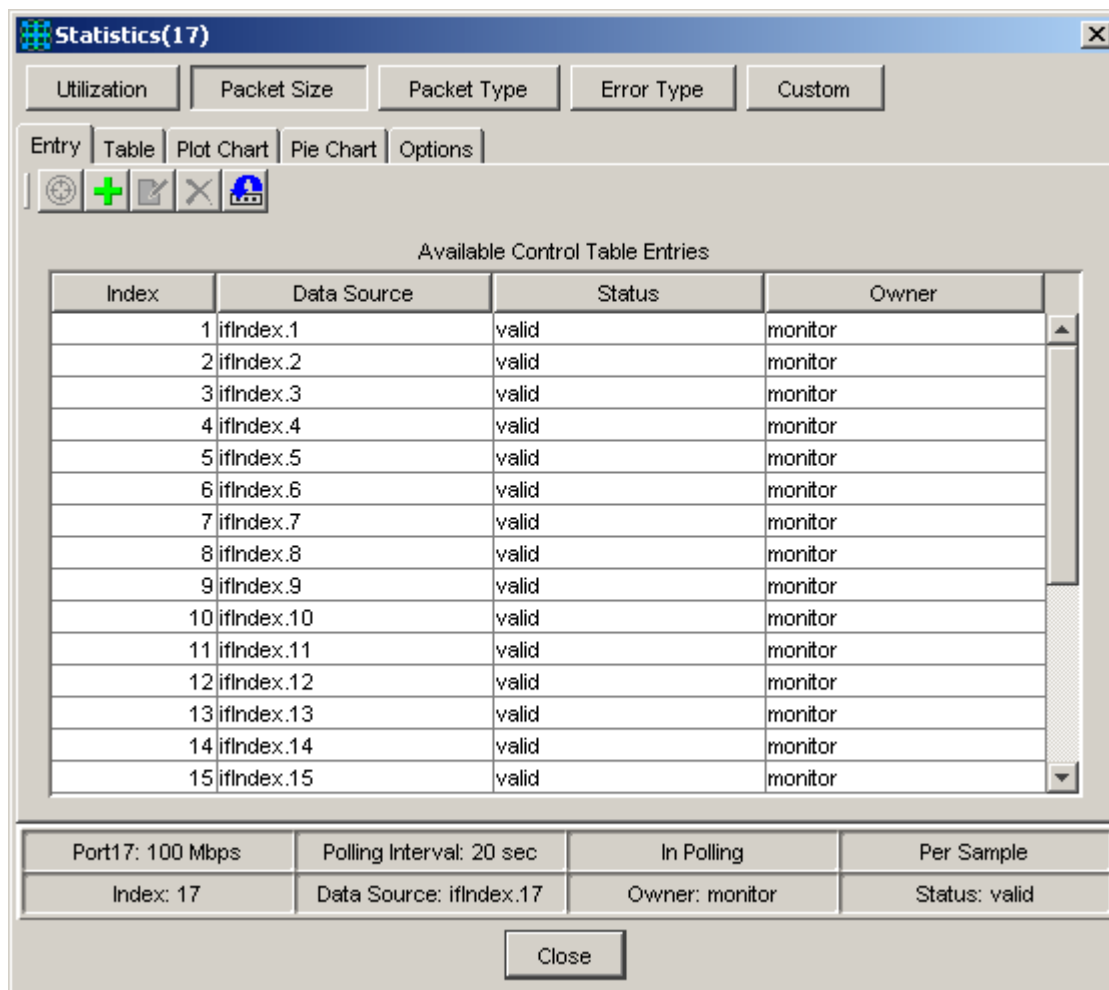 Statistics(17)
Utilization Packet Size Packet Type Error Type Custom
Entry Table Plot Chart Pie Chart Options
Available Control Table Entries
Index Data Source Status Owner
1 ifIndex.1 valid monitor
2 ifIndex.2 valid monitor
3 ifIndex.3 valid monitor
4 ifIndex.4 valid monitor
5 ifIndex.5 valid monitor
6 ifIndex.6 valid monitor
7 ifIndex.7 valid monitor
8 ifIndex.8 valid monitor
9 ifIndex.9 valid monitor
10 ifIndex.10 valid monitor
11 ifIndex.11 valid monitor
12 ifIndex.12 valid monitor
13 ifIndex.13 valid monitor
14 ifIndex.14 valid monitor
15 ifIndex.15 valid monitor
Port17: 100 Mbps Polling Interval: 20 sec In Polling Per Sample
Index: 17 Data Source: ifIndex.17 Owner: monitor Status: valid
Close